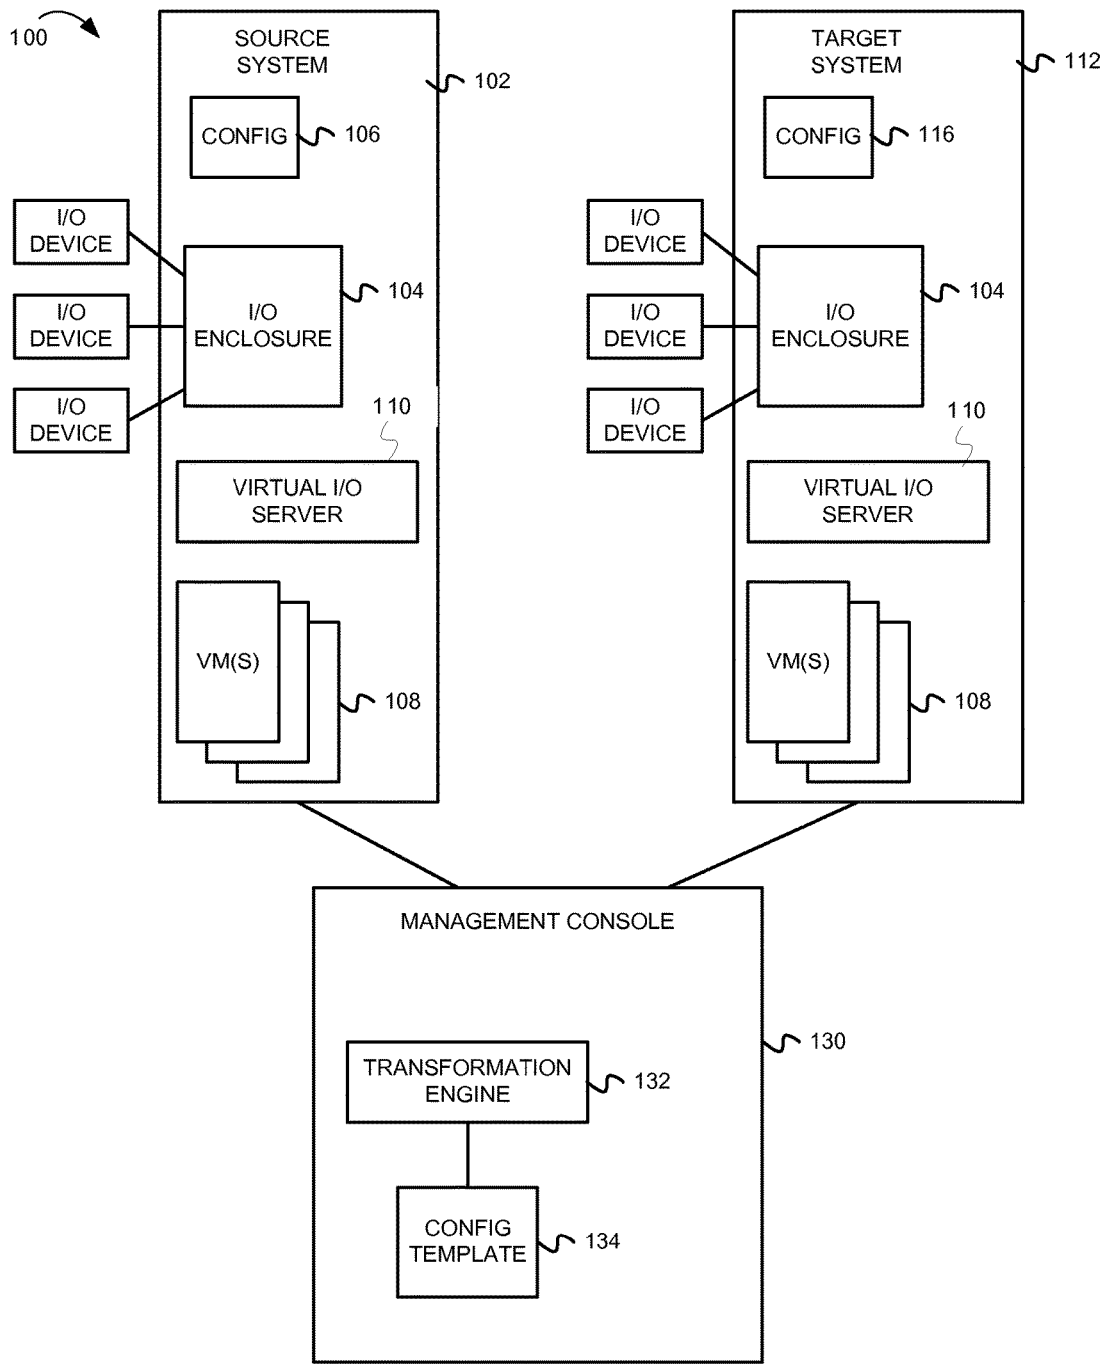 100
SOURCE
SYSTEM
102
CONFIG
106
I/O
DEVICE
I/O
DEVICE
I/O
DEVICE
I/O
ENCLOSURE
104
110
VIRTUAL I/O
SERVER
VM(S)
108
TARGET
SYSTEM
112
CONFIG
116
I/O
DEVICE
I/O
DEVICE
I/O
DEVICE
I/O
ENCLOSURE
104
110
VIRTUAL I/O
SERVER
VM(S)
108
MANAGEMENT CONSOLE
130
TRANSFORMATION
ENGINE
132
CONFIG
TEMPLATE
134